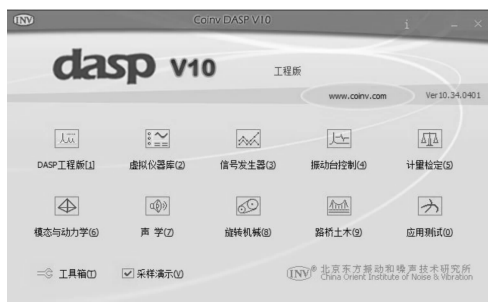 INV
Coinv DASP V10
dasp V10
工程版
www.coinv.com
Ver10.34.0401
DASP工程版[1]
虚拟仪器库(2)
信号发生器(3)
振动台控制(4)
计量检定(5)
模态与动力学(6)
声 学(7)
旋转机械(8)
路桥土木(9)
应用测试(0)
工具箱(T)
采样演示(V)
INV® 北京东方振动和噪声技术研究所
China Orient Institute of Noise & Vibration